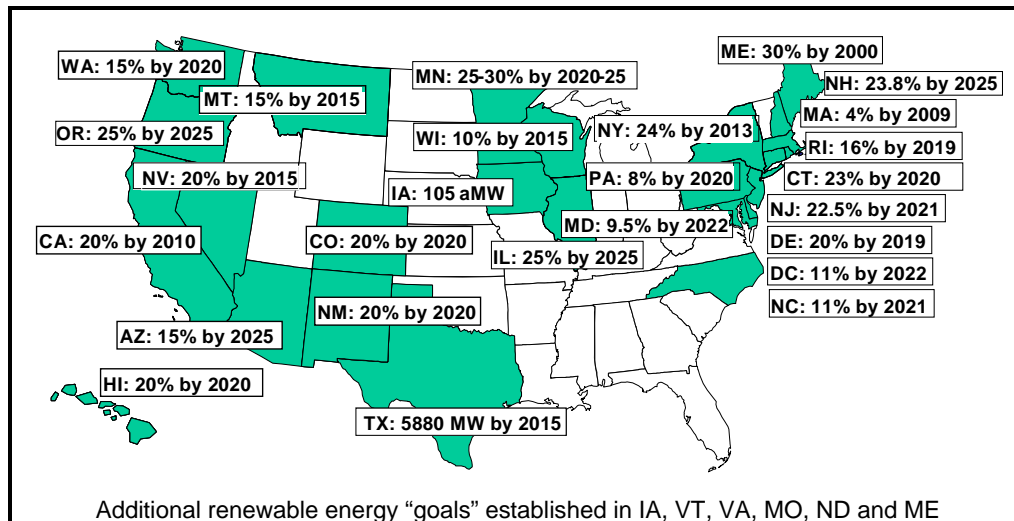 ME: 30% by 2000
WA: 15% by 2020
MN: 25-30% by 2020-25
NH: 23.8% by 2025
MT: 15% by 2015
MA: 4% by 2009
OR: 25% by 2025
WI: 10% by 2015
NY: 24% by 2013
RI: 16% by 2019
NV: 20% by 2015
PA: 8% by 2020
CT: 23% by 2020
IA: 105 aMW
NJ: 22.5% by 2021
MD: 9.5% by 2022
CA: 20% by 2010
CO: 20% by 2020
DE: 20% by 2019
IL: 25% by 2025
DC: 11% by 2022
NM: 20% by 2020
NC: 11% by 2021
AZ: 15% by 2025
HI: 20% by 2020
TX: 5880 MW by 2015
Additional renewable energy “goals” established in IA, VT, VA, MO, ND and ME